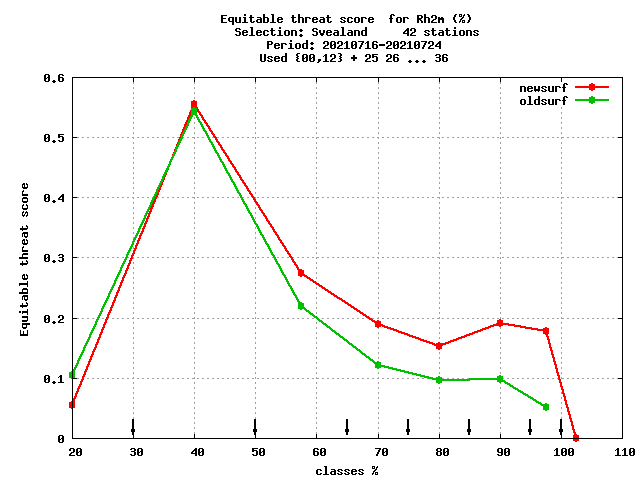 Equitable threat score  for Rh2m (%)
Selection: Svealand     42 stations
Period: 20210716-20210724
Used {00,12} + 25 26 ... 36
newsurf
oldsurf
Equitable threat score
0.6
0.5
0.4
0.3
0.2
0.1
0
20 30 40 50 60 70 80 90 100 110
classes %